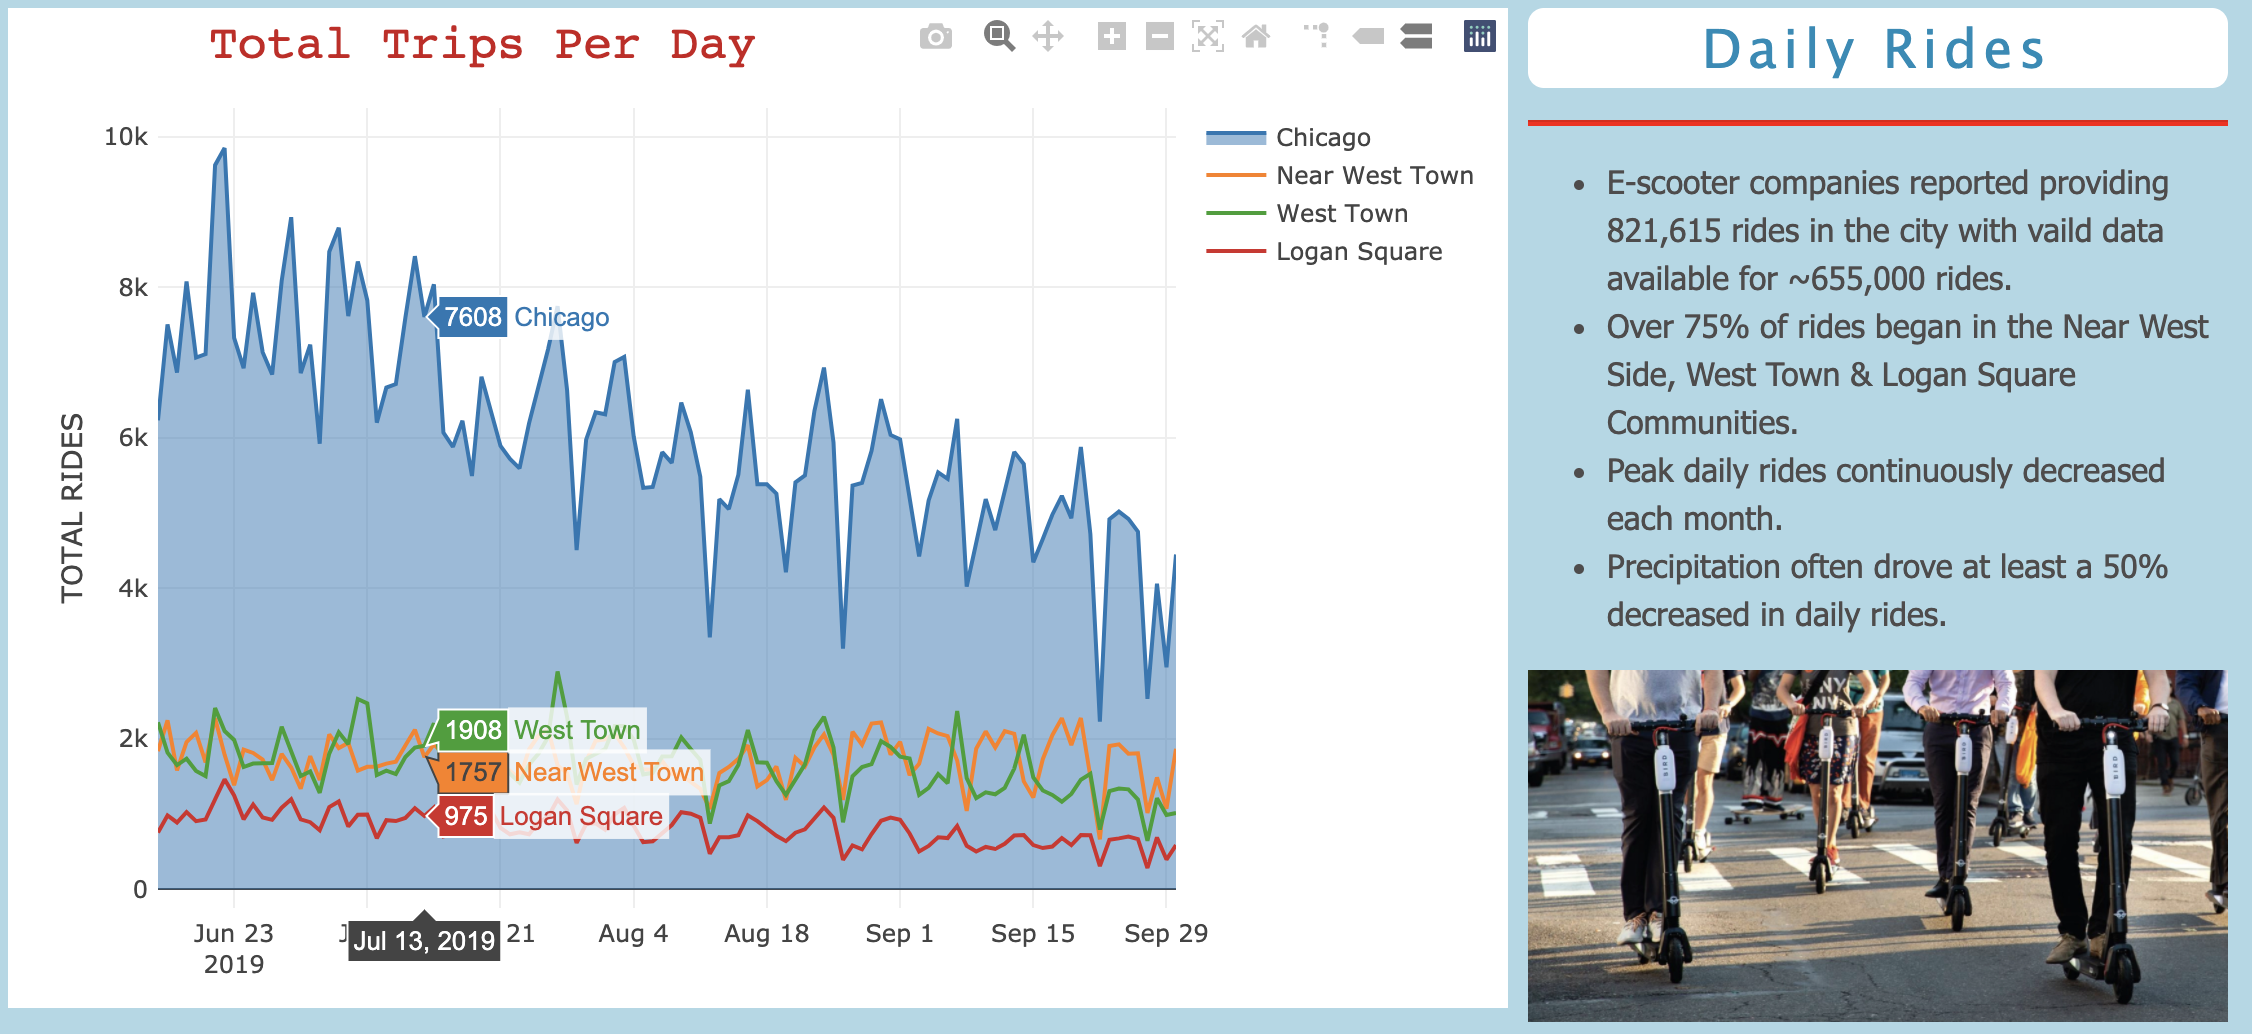 Total Trips Per Day
10k
8k
6k
4k
2k
0
TOTAL RIDES
Chicago
Near West Town
West Town
Logan Square
7608 Chicago
1908 West Town
1757 Near West Town
975 Logan Square
Jun 23
2019
Jul 13, 2019
21
Aug 4
Aug 18
Sep 1
Sep 15
Sep 29
Daily Rides
• E-scooter companies reported providing
821,615 rides in the city with vaild data
available for ~655,000 rides.
• Over 75% of rides began in the Near West
Side, West Town & Logan Square
Communities.
• Peak daily rides continuously decreased
each month.
• Precipitation often drove at least a 50%
decreased in daily rides.
NY
BIRD
BIRD
BIRD
BIRD